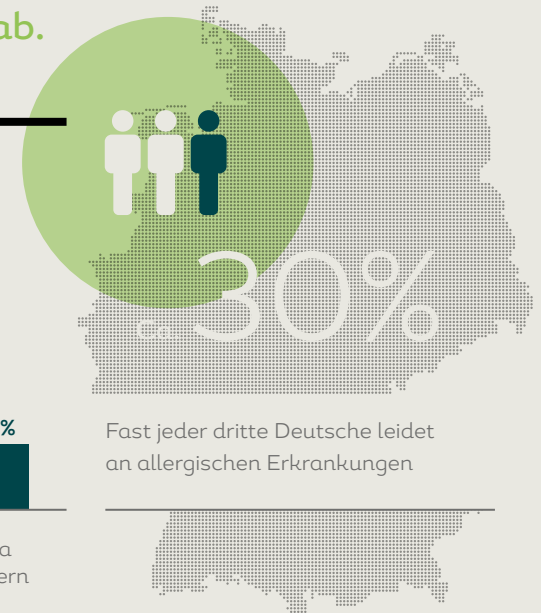 ab.
Ca. 30%
%
Fast jeder dritte Deutsche leidet
an allergischen Erkrankungen
a
ern